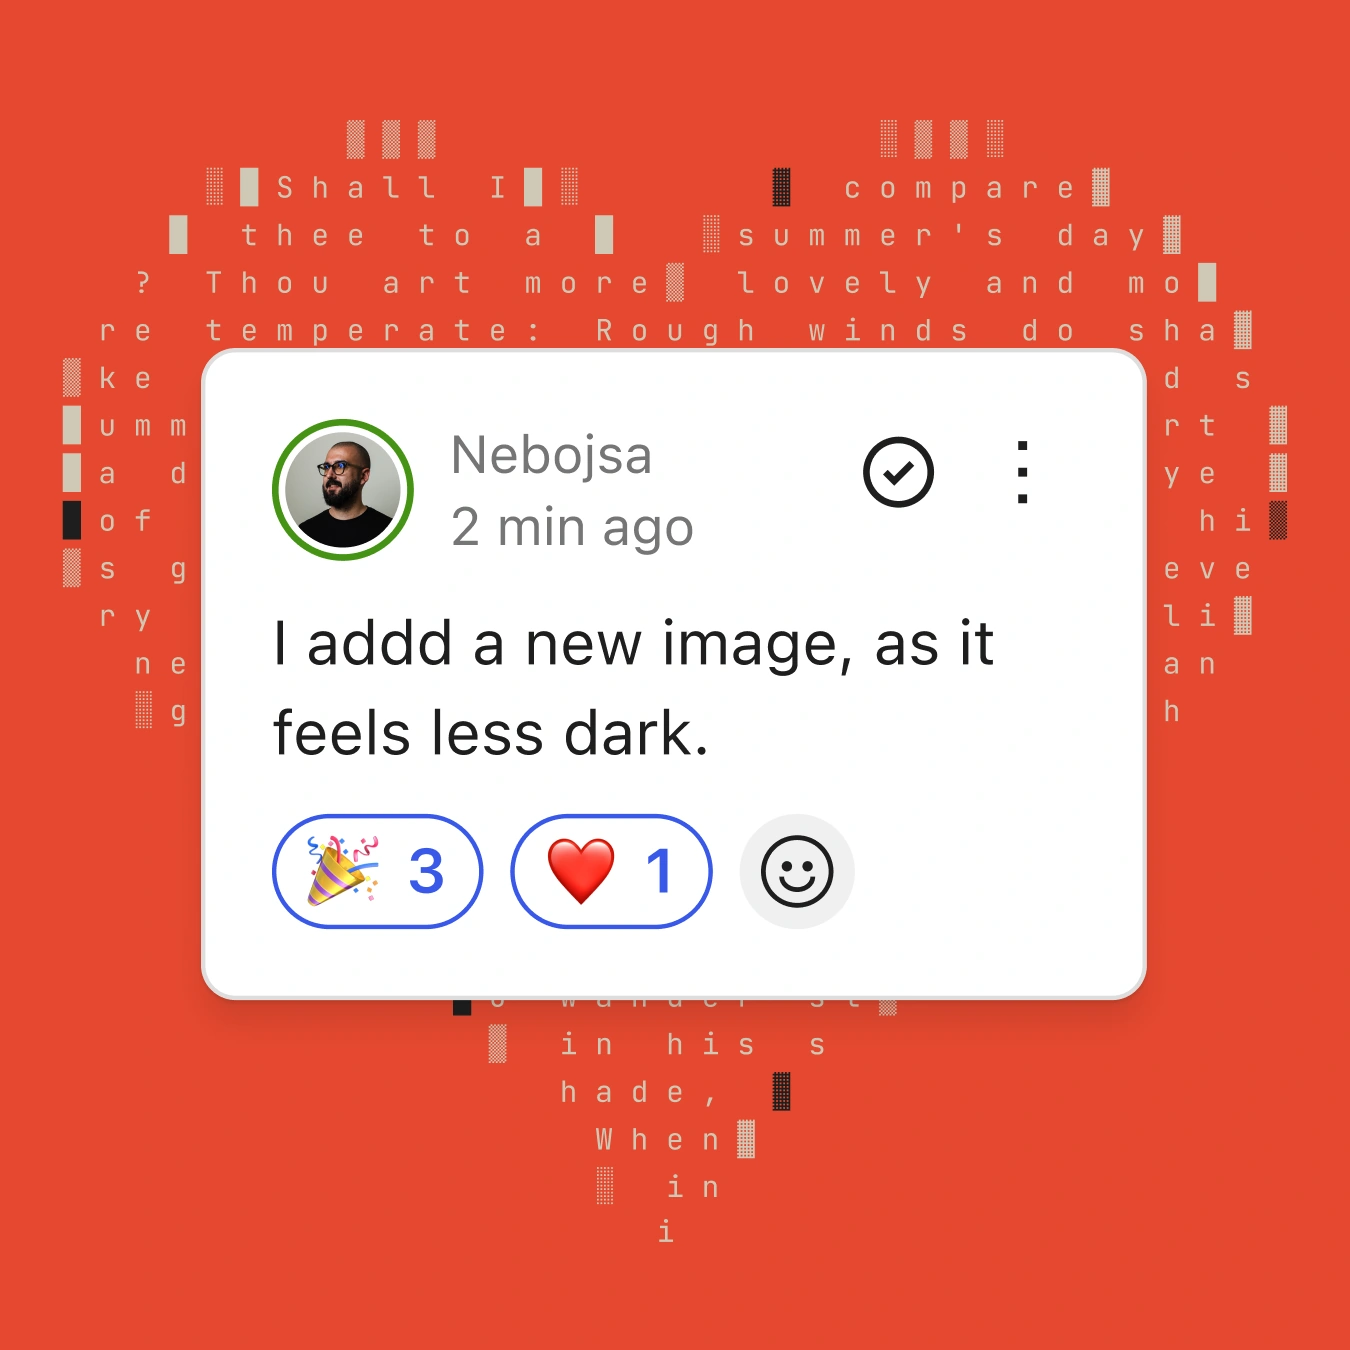 Shall I compare
thee to a summer's day
? Thou art more lovely and mo
re temperate: Rough winds do sha
ke d s
umm r t
a d y e
of hi
s g eve
ry li
ne an
g h
Nebojsa
2 min ago
I addd a new image, as it
feels less dark.
3 1
o wander st
in his s
hade,
When
in
i